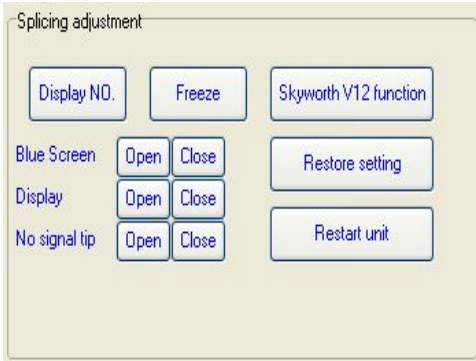 Splicing adjustment
Display NO. Freeze Skyworth V12 function
Blue Screen Open Close Restore setting
Display Open Close
No signal tip Open Close Restart unit